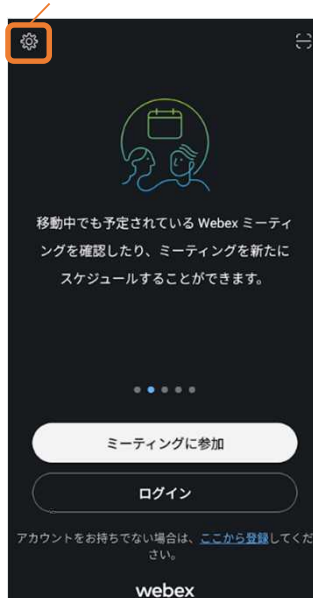 移動中でも予定されている Webex ミーティ
ングを確認したり、ミーティングを新たに
スケジュールすることができます。
ミーティングに参加
ログイン
アカウントをお持ちでない場合は、ここから登録してくだ
さい。
webex